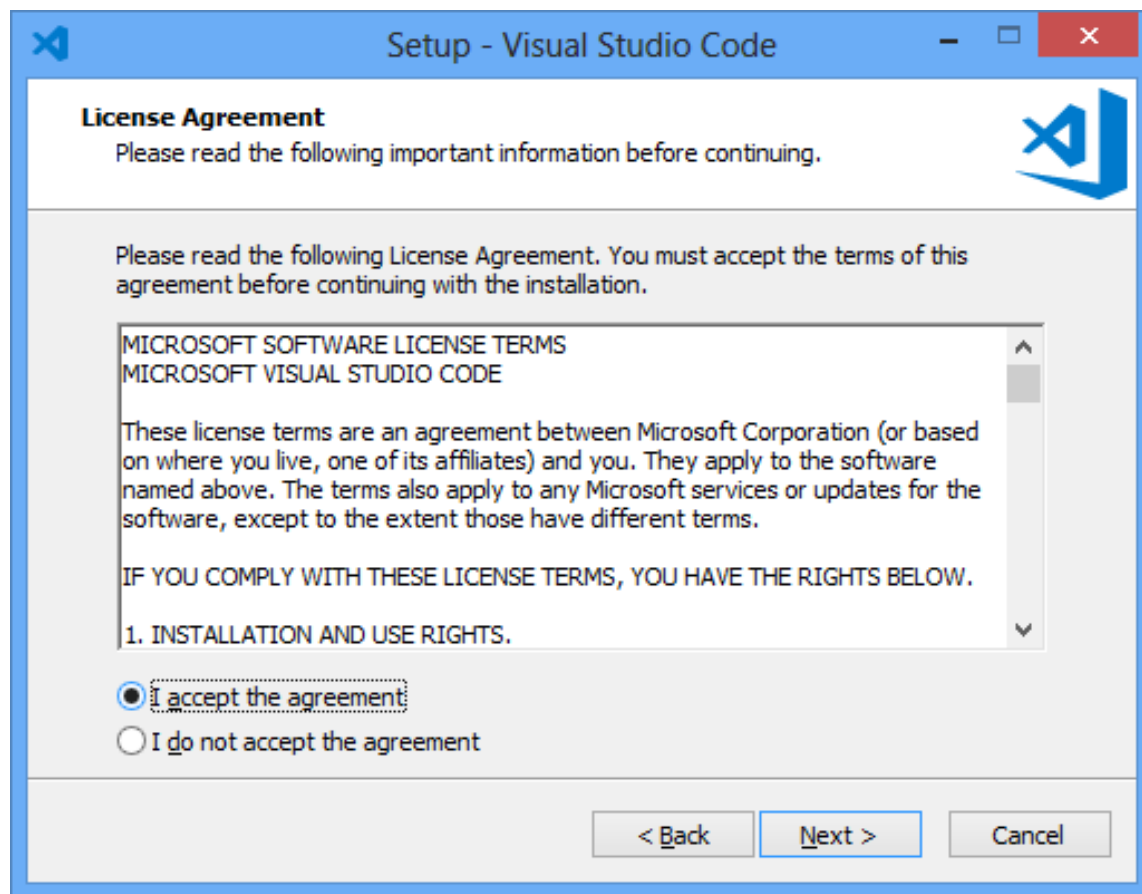 Setup - Visual Studio Code
License Agreement
Please read the following important information before continuing.
Please read the following License Agreement. You must accept the terms of this
agreement before continuing with the installation.
MICROSOFT SOFTWARE LICENSE TERMS
MICROSOFT VISUAL STUDIO CODE
These license terms are an agreement between Microsoft Corporation (or based
on where you live, one of its affiliates) and you. They apply to the software
named above. The terms also apply to any Microsoft services or updates for the
software, except to the extent those have different terms.
IF YOU COMPLY WITH THESE LICENSE TERMS, YOU HAVE THE RIGHTS BELOW.
1. INSTALLATION AND USE RIGHTS.
I accept the agreement
I do not accept the agreement
< Back Next > Cancel